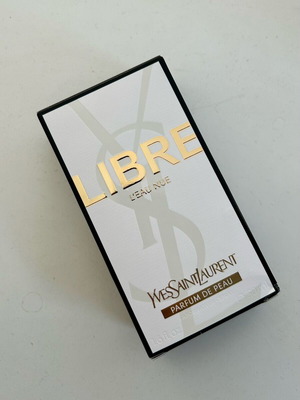 LIBRE
L'EAU NUE
YVESSAINTLAURENT
PARFUM DE PEAU